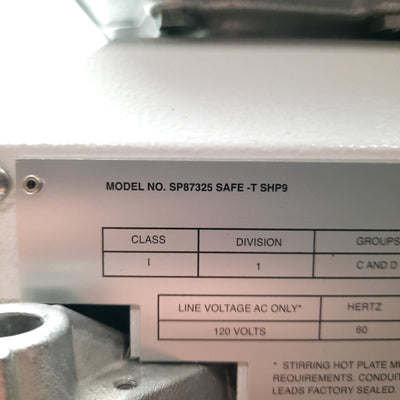 MODEL NO. SP87325 SAFE -T SHP9
CLASS DIVISION GROUPS
I 1 C AND D
LINE VOLTAGE AC ONLY* HERTZ
120 VOLTS 60
* STIRRING HOT PLATE
REQUIREMENTS. CONDUIT
LEADS FACTORY SEALED.